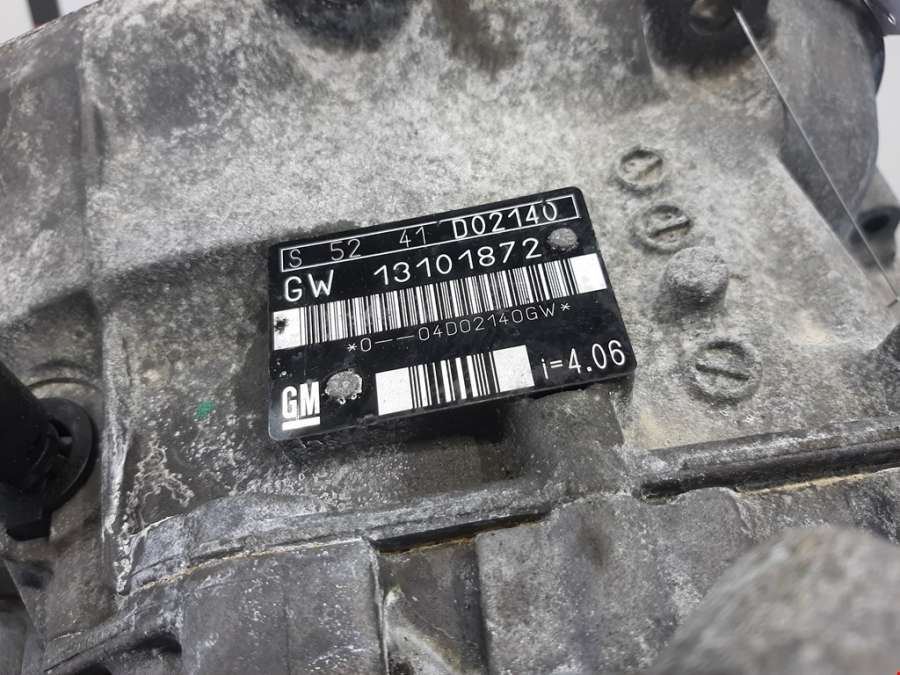 S 52 41 D02140
GW 13101872
*0--04D02140GW*
GM
i=4.06